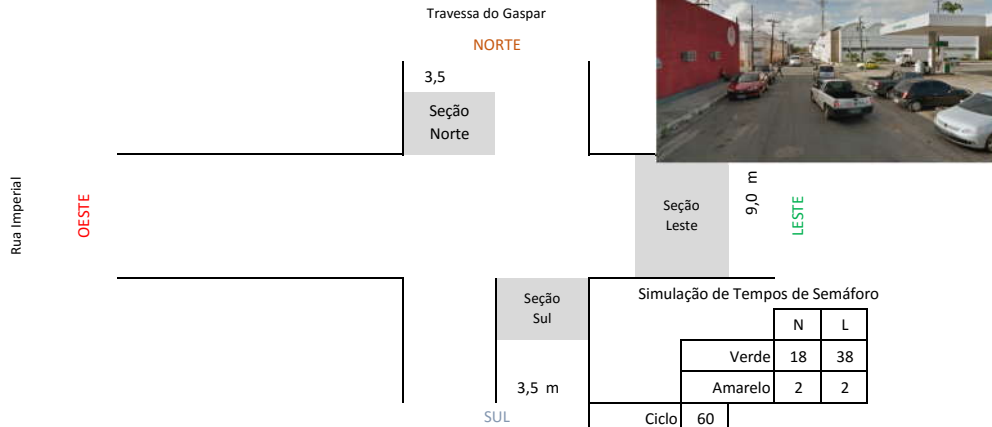 Travessa do Gaspar
NORTE
3,5
Seção
Norte
Rua Imperial
OESTE
Seção
Leste
9,0 m
LESTE
Seção
Sul
3,5 m
SUL
Simulação de Tempos de Semáforo
N L
Verde 18 38
Amarelo 2 2
Ciclo 60